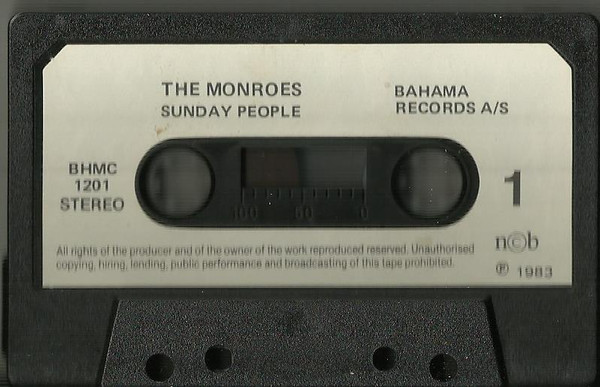 THE MONROES
SUNDAY PEOPLE
BAHAMA
RECORDS A/S
BHMC
1201
STEREO
100 50 0
1
n©b
All rights of the producer and of the owner of the work reproduced reserved. Unauthorised
copying, hiring, lending, public performance and broadcasting of this tape prohibited.
℗ 1983